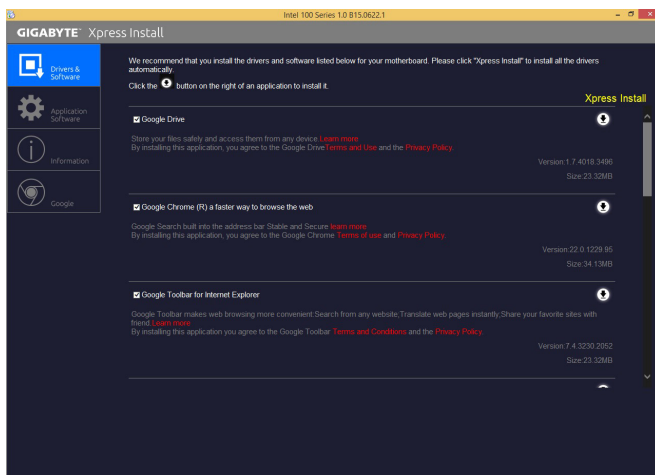 Intel 100 Series 1.0 B15.0622.1
GIGABYTE™ Xpress Install
Drivers &
Software
Application
Software
Information
Google
We recommend that you install the drivers and software listed below for your motherboard. Please click "Xpress Install" to install all the drivers
automatically.
Click the button on the right of an application to install it.
Xpress Install
Google Drive
Store your files safely and access them from any device Learn more
By installing this application, you agree to the Google DriveTerms and Use and the Privacy Policy.
Version:1.7.4018.3496
Size:23.32MB
Google Chrome (R) a faster way to browse the web
Google Search built into the address bar Stable and Secure learn more
By installing this application, you agree to the Google Chrome Terms of use and Privacy Policy.
Version:22.0.1229.95
Size:34.13MB
Google Toolbar for Internet Explorer
Google Toolbar makes web browsing more convenient:Search from any website;Translate web pages instantly;Share your favorite sites with
friend.Learn more
By installing this application you agree to the Google Toolbar Terms and Conditions and the Privacy Policy.
Version:7.4.3230.2052
Size:23.32MB